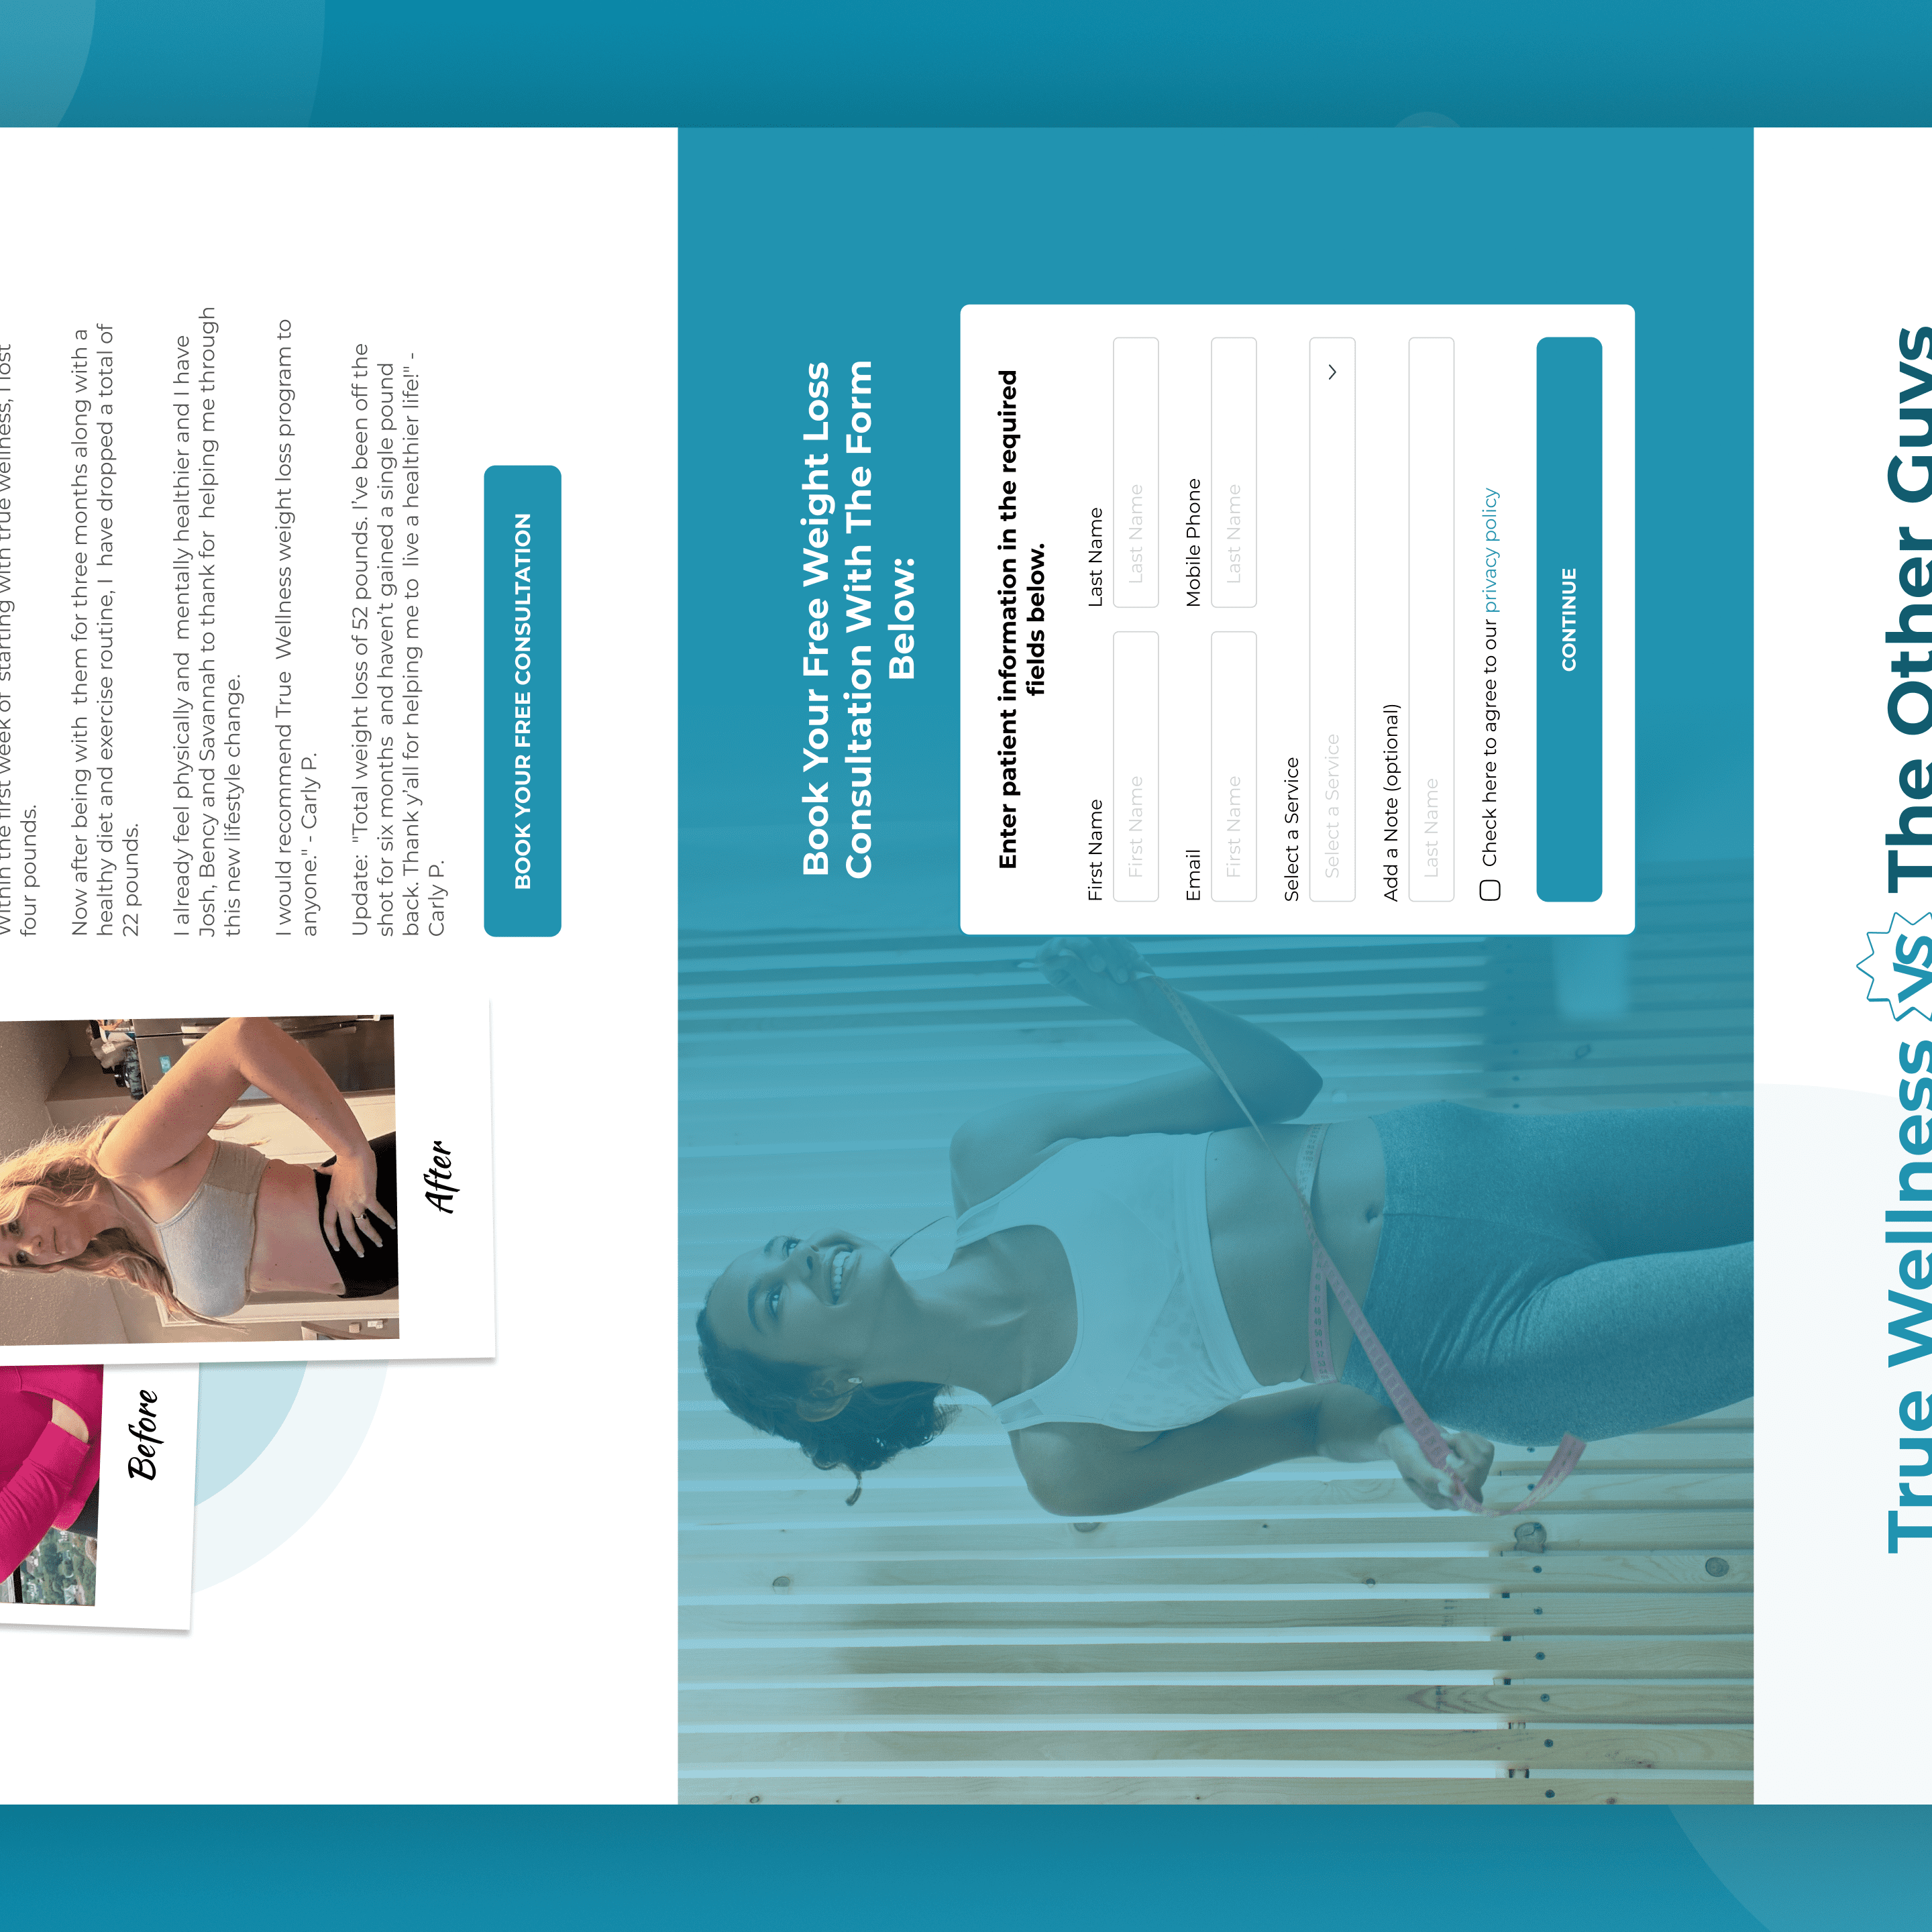 Within the first week of starting with true wellness, I lost
four pounds.
Now after being with them for three months along with a
healthy diet and exercise routine, I have dropped a total of
22 pounds.
I already feel physically and mentally healthier and I have
Josh, Bency and Savannah to thank for helping me through
this new lifestyle change.
I would recommend True Wellness weight loss program to
anyone." - Carly P.
Update: "Total weight loss of 52 pounds. I've been off the
shot for six months and haven't gained a single pound
back. Thank y'all for helping me to live a healthier life!" -
Carly P.
BOOK YOUR FREE CONSULTATION
Before
After
Book Your Free Weight Loss
Consultation With The Form
Below:
Enter patient information in the required
fields below.
First Name
Last Name
First Name
Last Name
Email
Mobile Phone
First Name
Last Name
Select a Service
Select a Service
Add a Note (optional)
Last Name
Check here to agree to our privacy policy
CONTINUE
True Wellness vs The Other Guys